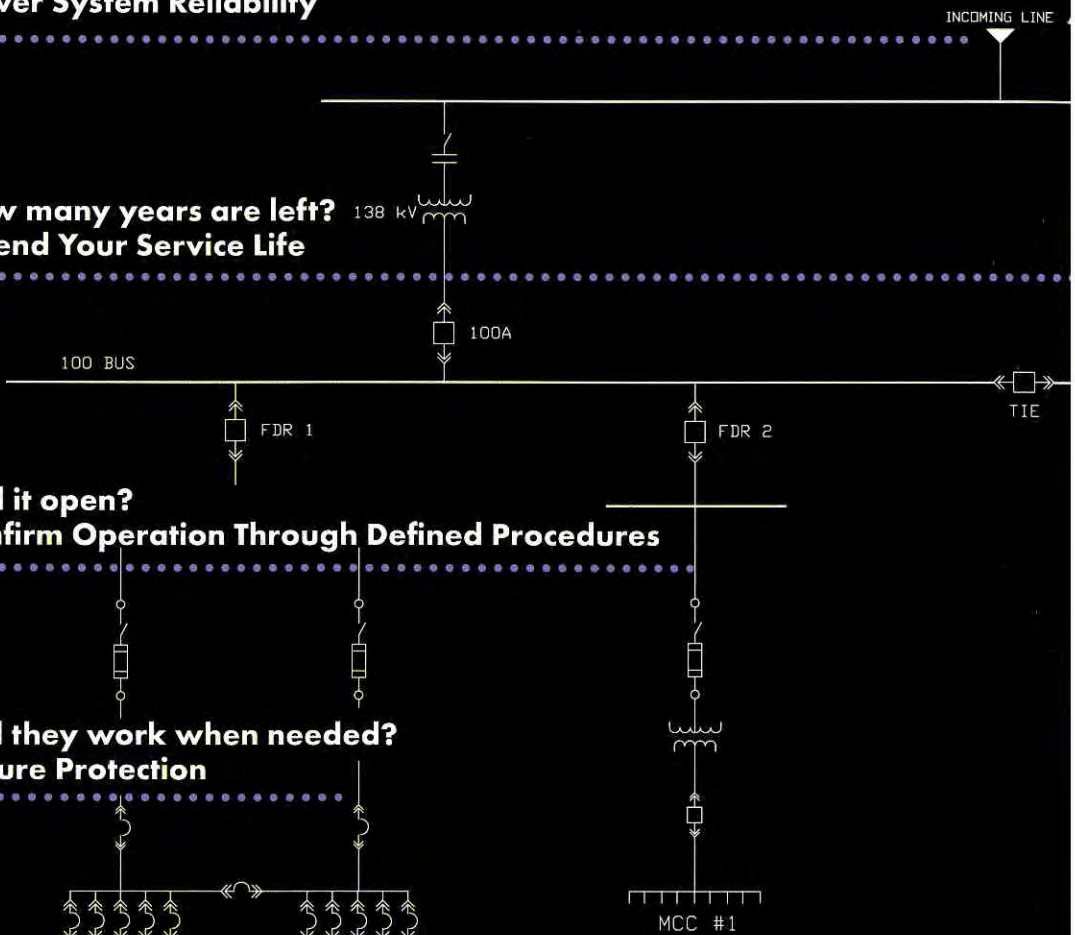 ver System Reliability
INCOMING LINE
w many years are left?
138 kV
end Your Service Life
100A
100 BUS
TIE
FDR 1
FDR 2
l it open?
nfirm Operation Through Defined Procedures
l they work when needed?
ure Protection
MCC #1